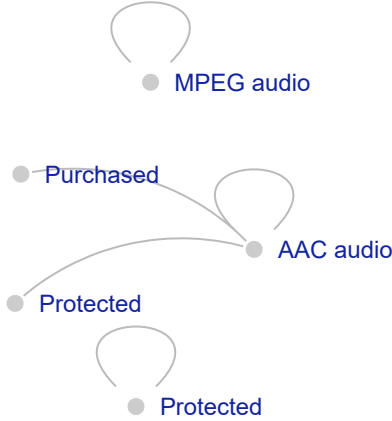 MPEG audio
Purchased
AAC audio
Protected
Protected